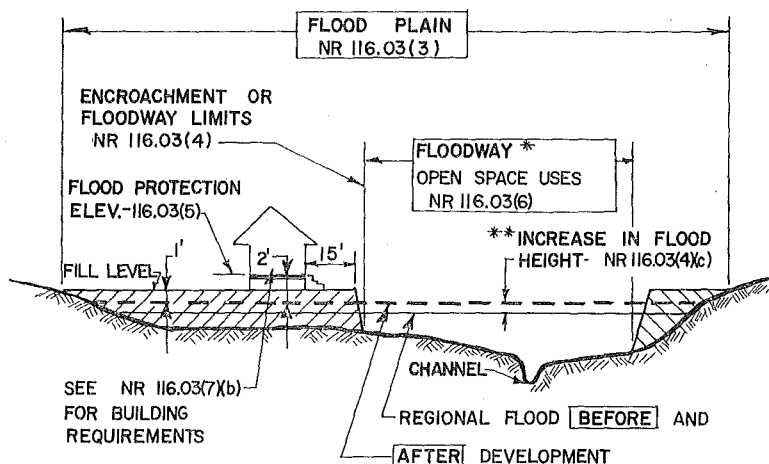 FLOOD PLAIN
NR 116.03(3)
ENCROACHMENT OR
FLOODWAY LIMITS
NR 116.03(4)
FLOODWAY *
OPEN SPACE USES
NR 116.03(6)
FLOOD PROTECTION
ELEV.-116.03(5)
1'
2'
15'
** INCREASE IN FLOOD
HEIGHT- NR 116.03(4)(c)
FILL LEVEL
CHANNEL
SEE NR 116.03(7)(b)
FOR BUILDING
REQUIREMENTS
REGIONAL FLOOD BEFORE AND
AFTER DEVELOPMENT